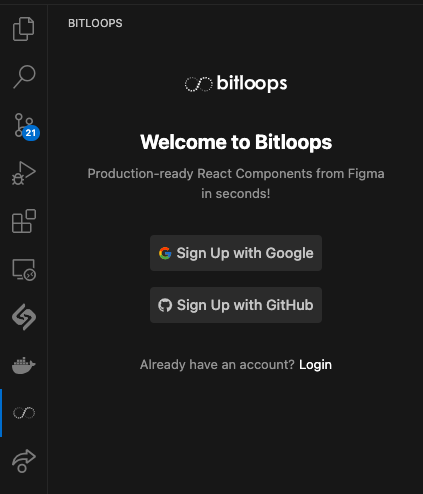 BITLOOPS
bitloops
Welcome to Bitloops
Production-ready React Components from Figma
in seconds!
Sign Up with Google
Sign Up with GitHub
Already have an account? Login
21